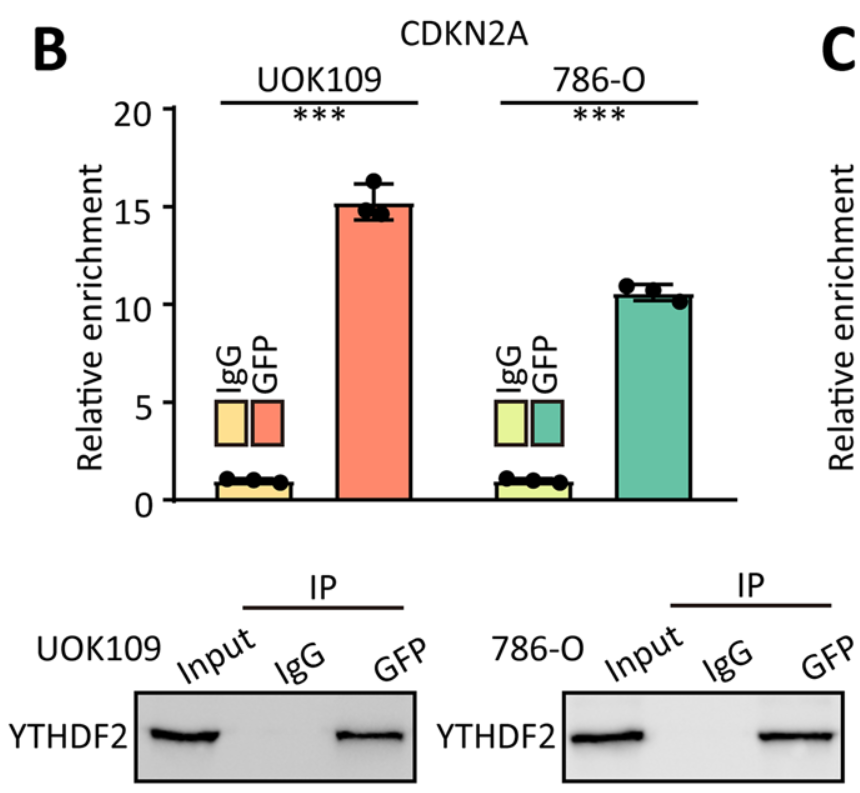 B
CDKN2A
C
UOK109
786-O
***
***
20
15
10
5
0
Relative enrichment
IgG
GFP
IgG
GFP
Relative enrichment
IP
IP
UOK109
Input
IgG
GFP
786-O
Input
IgG
GFP
YTHDF2
YTHDF2